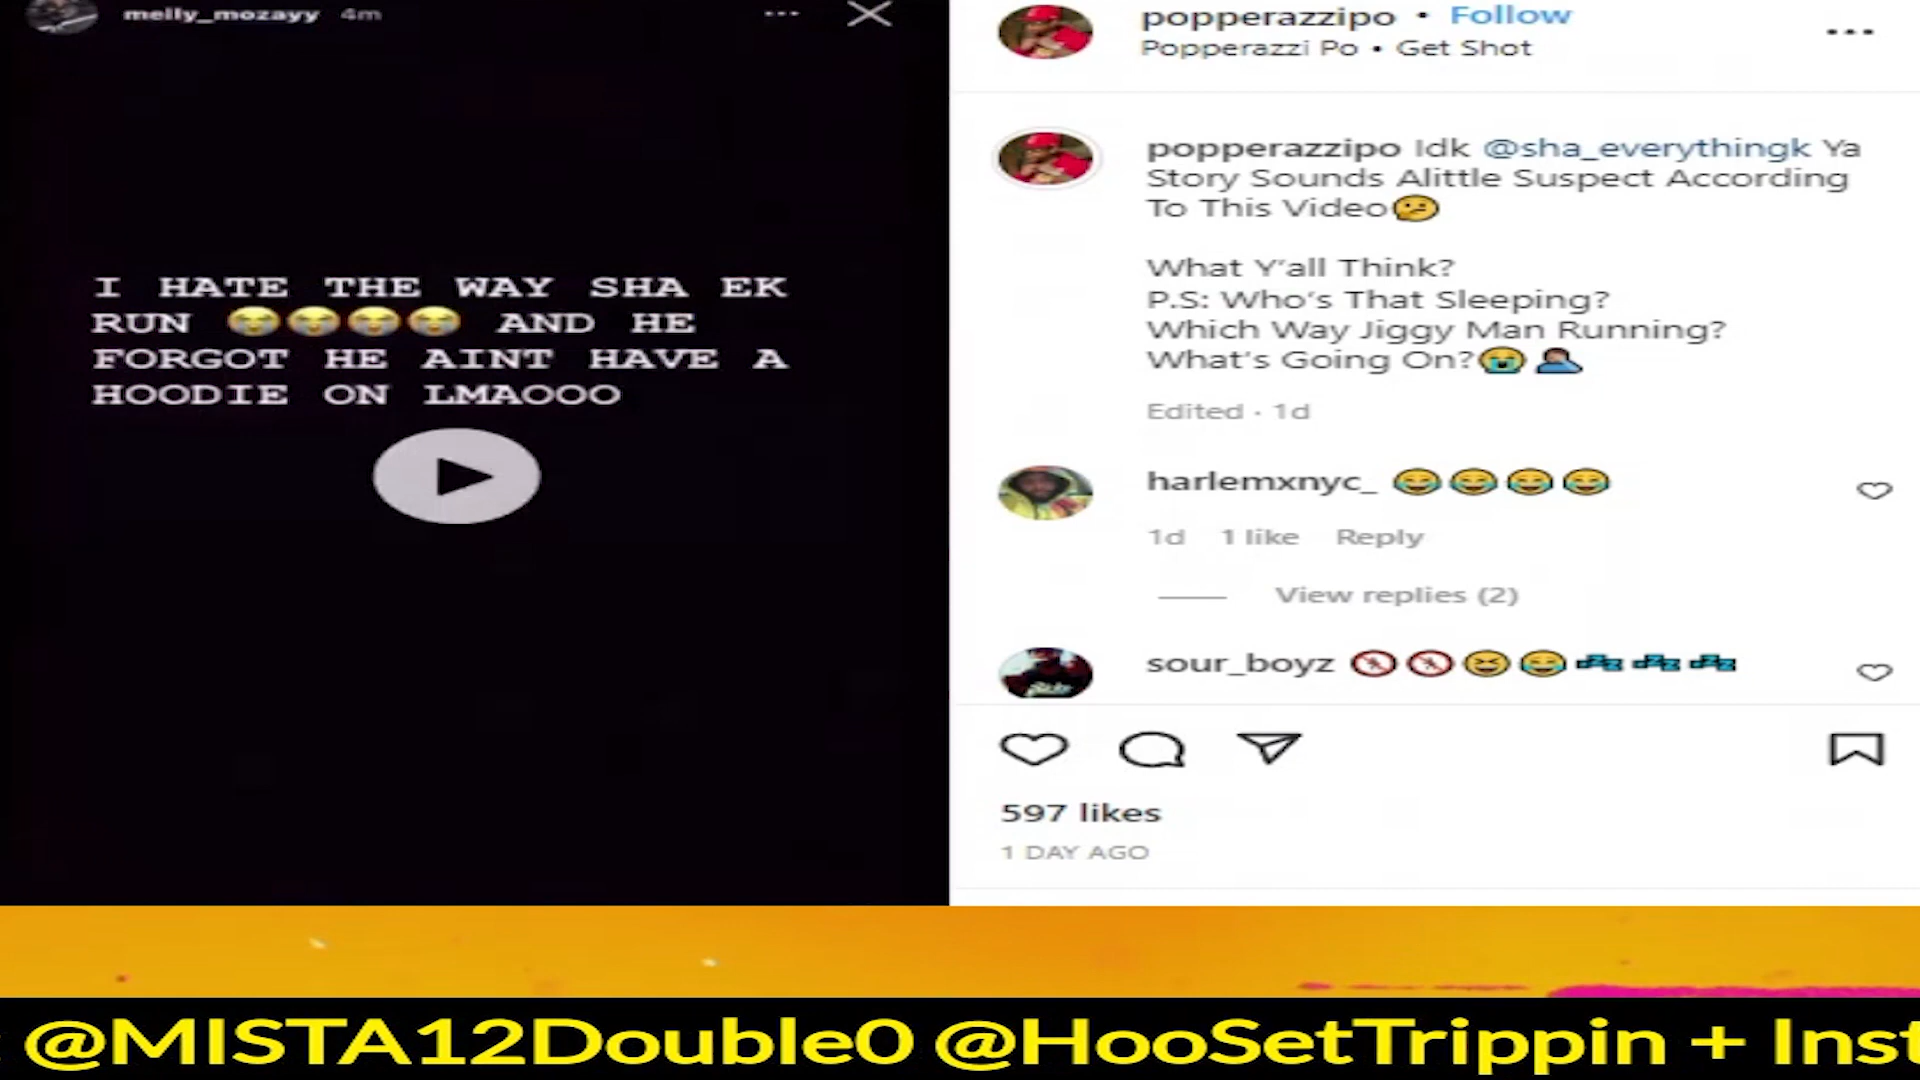 melly_mozayy 4m
I HATE THE WAY SHA EK
RUN 😭😭😭😭 AND HE
FORGOT HE AINT HAVE A
HOODIE ON LMAOOO
popperazzipo • Follow
Popperazzi Po • Get Shot
popperazzipo Idk @sha_everythingk Ya
Story Sounds Alittle Suspect According
To This Video🫤
What Y'all Think?
P.S: Who's That Sleeping?
Which Way Jiggy Man Running?
What's Going On?😭🤦🏽‍♂️
Edited · 1d
harlemxnyc_ 😂😂😂😂
1d 1 like Reply
View replies (2)
sour_boyz 🚷🚷😆😂💤💤💤
597 likes
1 DAY AGO
: @MISTA12Double0 @HooSetTrippin + Inst